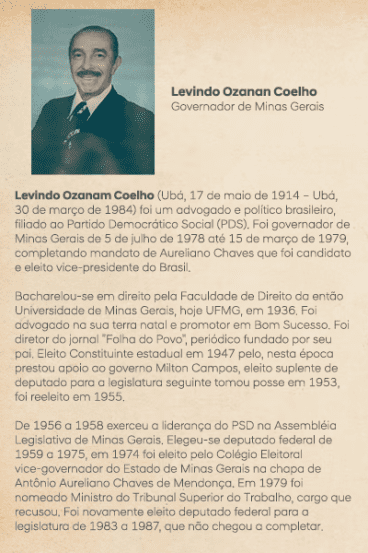 Levindo Ozanan Coelho
Governador de Minas Gerais
Levindo Ozanam Coelho (Ubá, 17 de maio de 1914 – Ubá,
30 de março de 1984) foi um advogado e político brasileiro,
filiado ao Partido Democrático Social (PDS). Foi governador de
Minas Gerais de 5 de julho de 1978 até 15 de março de 1979,
completando mandato de Aureliano Chaves que foi candidato
e eleito vice-presidente do Brasil.
Bacharelou-se em direito pela Faculdade de Direito da então
Universidade de Minas Gerais, hoje UFMG, em 1936. Foi
advogado na sua terra natal e promotor em Bom Sucesso. Foi
diretor do jornal "Folha do Povo", periódico fundado por seu
pai. Eleito Constituinte estadual em 1947 pelo, nesta época
prestou apoio ao governo Milton Campos, eleito suplente de
deputado para a legislatura seguinte tomou posse em 1953,
foi reeleito em 1955.
De 1956 a 1958 exerceu a liderança do PSD na Assembléia
Legislativa de Minas Gerais. Elegeu-se deputado federal de
1959 a 1975, em 1974 foi eleito pelo Colégio Eleitoral
vice-governador do Estado de Minas Gerais na chapa de
Antônio Aureliano Chaves de Mendonça. Em 1979 foi
nomeado Ministro do Tribunal Superior do Trabalho, cargo que
recusou. Foi novamente eleito deputado federal para a
legislatura de 1983 a 1987, que não chegou a completar.